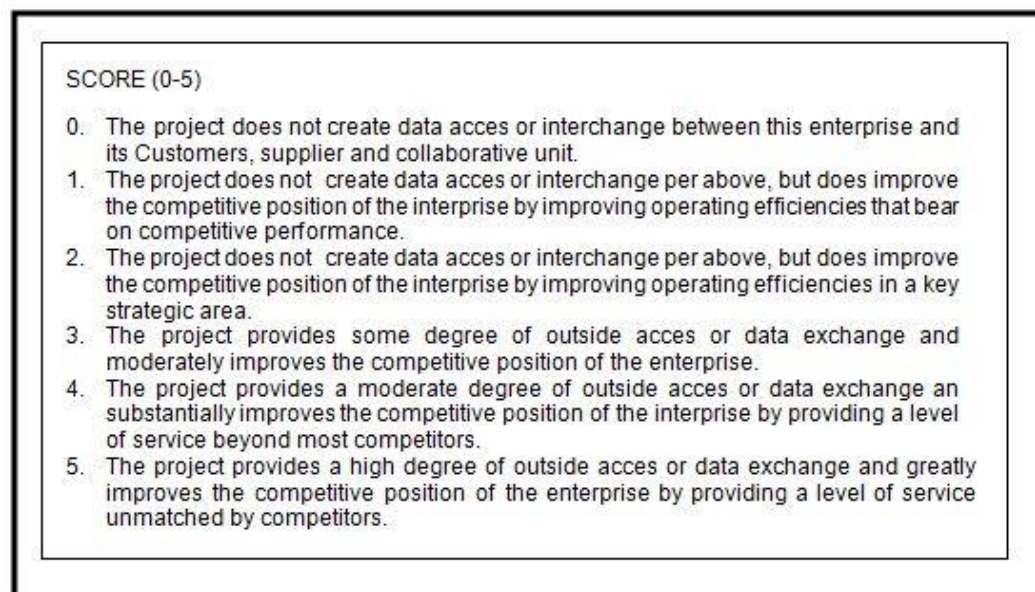 SCORE (0-5)
0. The project does not create data acces or interchange between this enterprise and
its Customers, supplier and collaborative unit.
1. The project does not create data acces or interchange per above, but does improve
the competitive position of the interprise by improving operating efficiencies that bear
on competitive performance.
2. The project does not create data acces or interchange per above, but does improve
the competitive position of the interprise by improving operating efficiencies in a key
strategic area.
3. The project provides some degree of outside acces or data exchange and
moderately improves the competitive position of the enterprise.
4. The project provides a moderate degree of outside acces or data exchange an
substantially improves the competitive position of the interprise by providing a level
of service beyond most competitors.
5. The project provides a high degree of outside acces or data exchange and greatly
improves the competitive position of the enterprise by providing a level of service
unmatched by competitors.